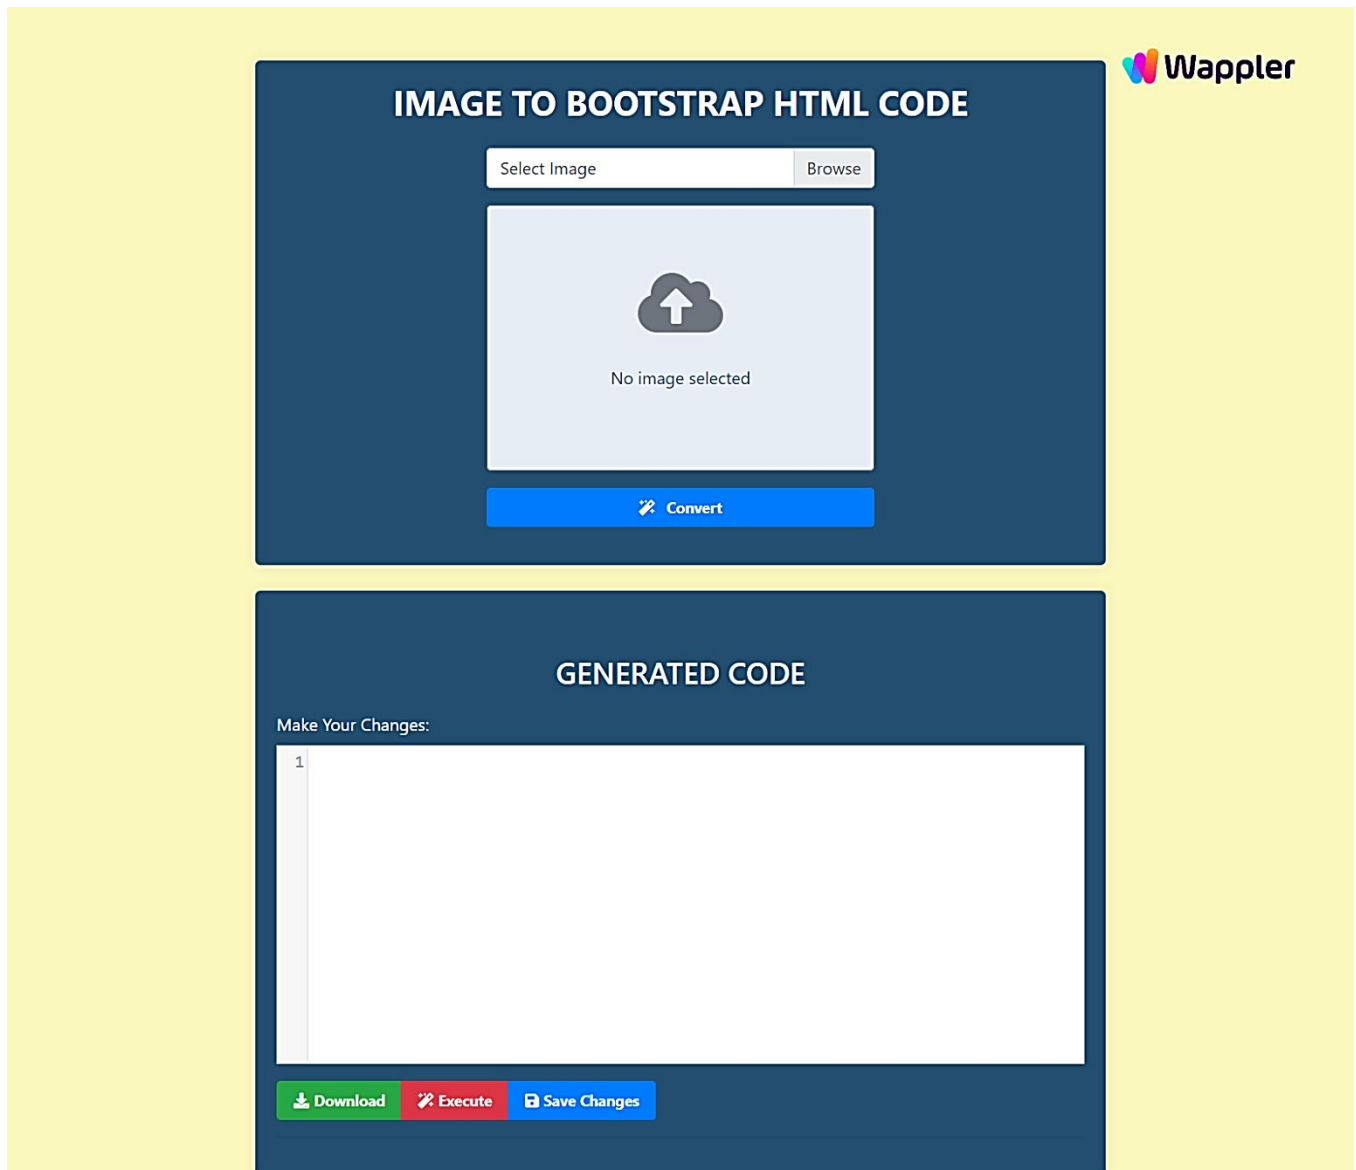 Wappler
IMAGE TO BOOTSTRAP HTML CODE
Select Image Browse
No image selected
Convert
GENERATED CODE
Make Your Changes:
1
Download Execute Save Changes